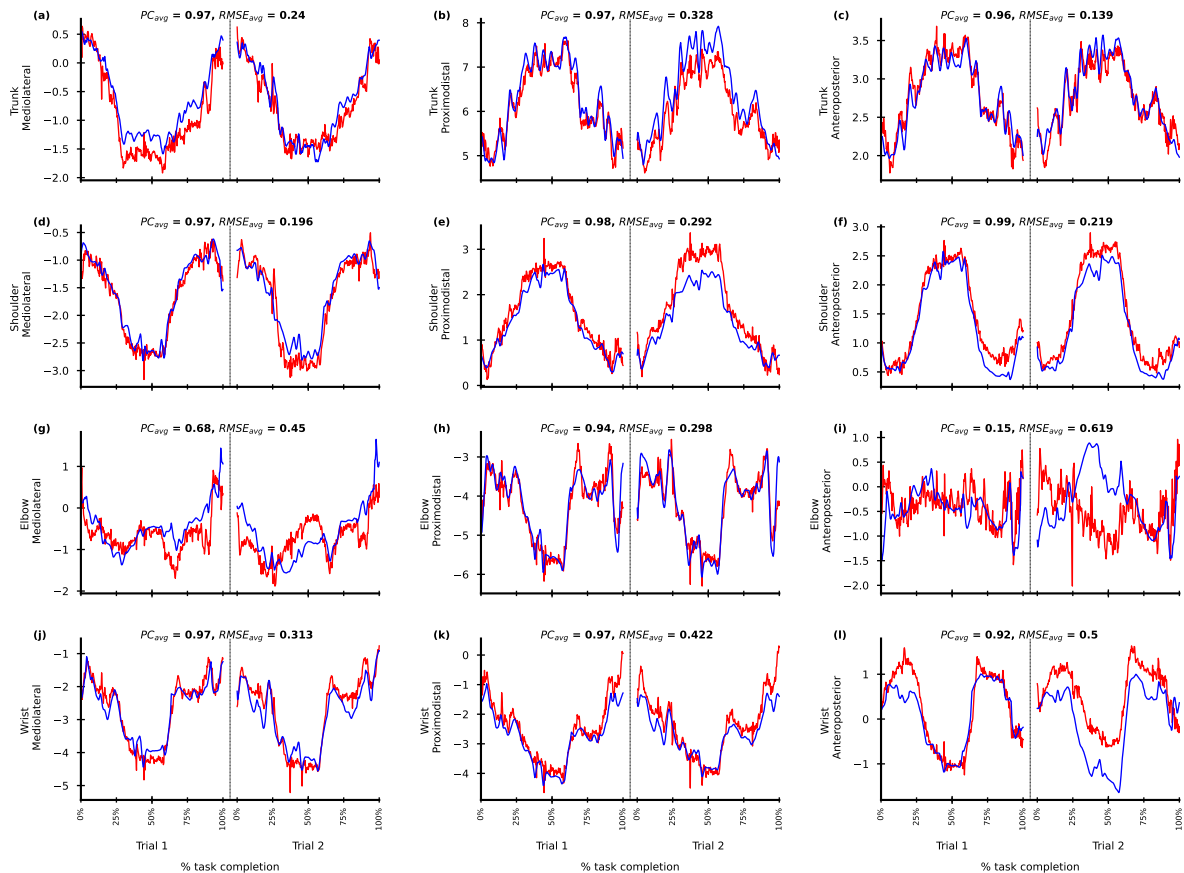 (a) PC_avg = 0.97, RMSE_avg = 0.24
0.5
0.0
−0.5
−1.0
−1.5
−2.0
Trunk
Mediolateral
(b) PC_avg = 0.97, RMSE_avg = 0.328
8
7
6
5
Trunk
Proximodistal
(c) PC_avg = 0.96, RMSE_avg = 0.139
3.5
3.0
2.5
2.0
Trunk
Anteroposterior
(d) PC_avg = 0.97, RMSE_avg = 0.196
−0.5
−1.0
−1.5
−2.0
−2.5
−3.0
Shoulder
Mediolateral
(e) PC_avg = 0.98, RMSE_avg = 0.292
3
2
1
0
Shoulder
Proximodistal
(f) PC_avg = 0.99, RMSE_avg = 0.219
3.0
2.5
2.0
1.5
1.0
0.5
Shoulder
Anteroposterior
(g) PC_avg = 0.68, RMSE_avg = 0.45
1
0
−1
−2
Elbow
Mediolateral
(h) PC_avg = 0.94, RMSE_avg = 0.298
−3
−4
−5
−6
Elbow
Proximodistal
(i) PC_avg = 0.15, RMSE_avg = 0.619
1.0
0.5
0.0
−0.5
−1.0
−1.5
−2.0
Elbow
Anteroposterior
(j) PC_avg = 0.97, RMSE_avg = 0.313
−1
−2
−3
−4
−5
Wrist
Mediolateral
0% 25% 50% 75% 100% 0% 25% 50% 75% 100%
Trial 1 Trial 2
% task completion
(k) PC_avg = 0.97, RMSE_avg = 0.422
0
−1
−2
−3
−4
Wrist
Proximodistal
0% 25% 50% 75% 100% 0% 25% 50% 75% 100%
Trial 1 Trial 2
% task completion
(l) PC_avg = 0.92, RMSE_avg = 0.5
1
0
−1
Wrist
Anteroposterior
0% 25% 50% 75% 100% 0% 25% 50% 75% 100%
Trial 1 Trial 2
% task completion